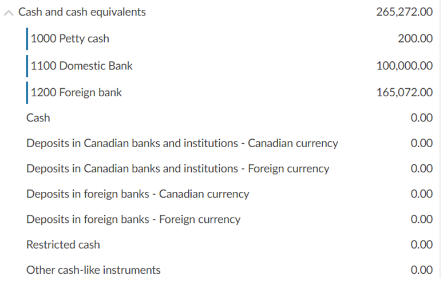 Cash and cash equivalents 265,272.00
1000 Petty cash 200.00
1100 Domestic Bank 100,000.00
1200 Foreign bank 165,072.00
Cash 0.00
Deposits in Canadian banks and institutions - Canadian currency 0.00
Deposits in Canadian banks and institutions - Foreign currency 0.00
Deposits in foreign banks - Canadian currency 0.00
Deposits in foreign banks - Foreign currency 0.00
Restricted cash 0.00
Other cash-like instruments 0.00